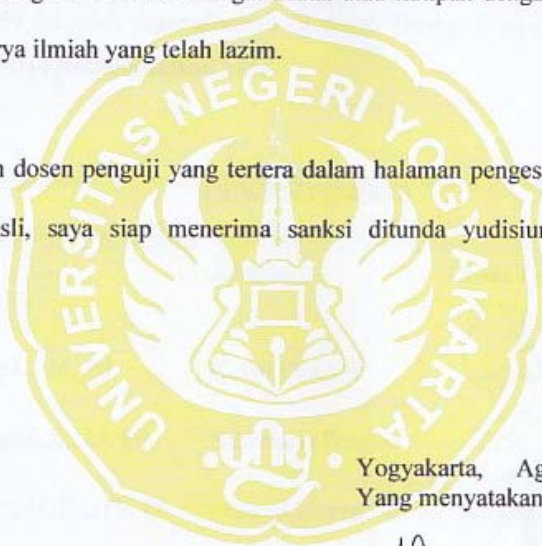 rya ilmiah yang telah lazim.
UNIVERSITAS NEGERI YOGYAKARTA
n dosen penguji yang tertera dalam halaman penges
sli, saya siap menerima sanksi ditunda yudisiu
uny
Yogyakarta, Ag
Yang menyatakan